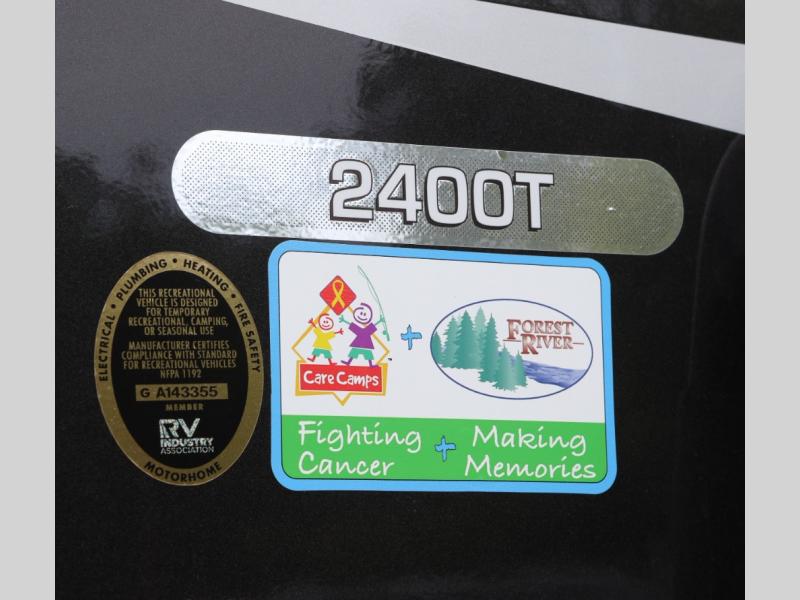 2400T
ELECTRICAL • PLUMBING • HEATING • FIRE SAFETY
THIS RECREATIONAL
VEHICLE IS DESIGNED
FOR TEMPORARY
RECREATIONAL, CAMPING,
OR SEASONAL USE
MANUFACTURER CERTIFIES
COMPLIANCE WITH STANDARD
FOR RECREATIONAL VEHICLES
NFPA 1192
G A143355
MEMBER
RV
INDUSTRY
ASSOCIATION
MOTORHOME
Care Camps
+
FOREST
RIVER
Fighting
Cancer
+
Making
Memories